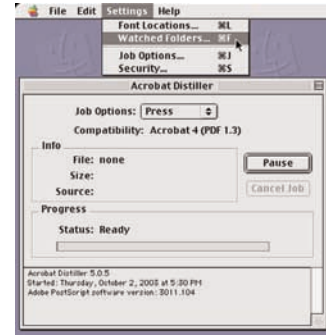 File Edit Settings Help
Font Locations... ⌘L
Watched Folders... ⌘F
Job Options... ⌘J
Security... ⌘S
Acrobat Distiller
Job Options: Press
Compatibility: Acrobat 4 (PDF 1.3)
Info
File: none
Size:
Source:
Pause
Cancel Job
Progress
Status: Ready
Acrobat Distiller 5.0.5
Started: Thursday, October 2, 2003 at 5:30 PM
Adobe PostScript software version: 3011.104